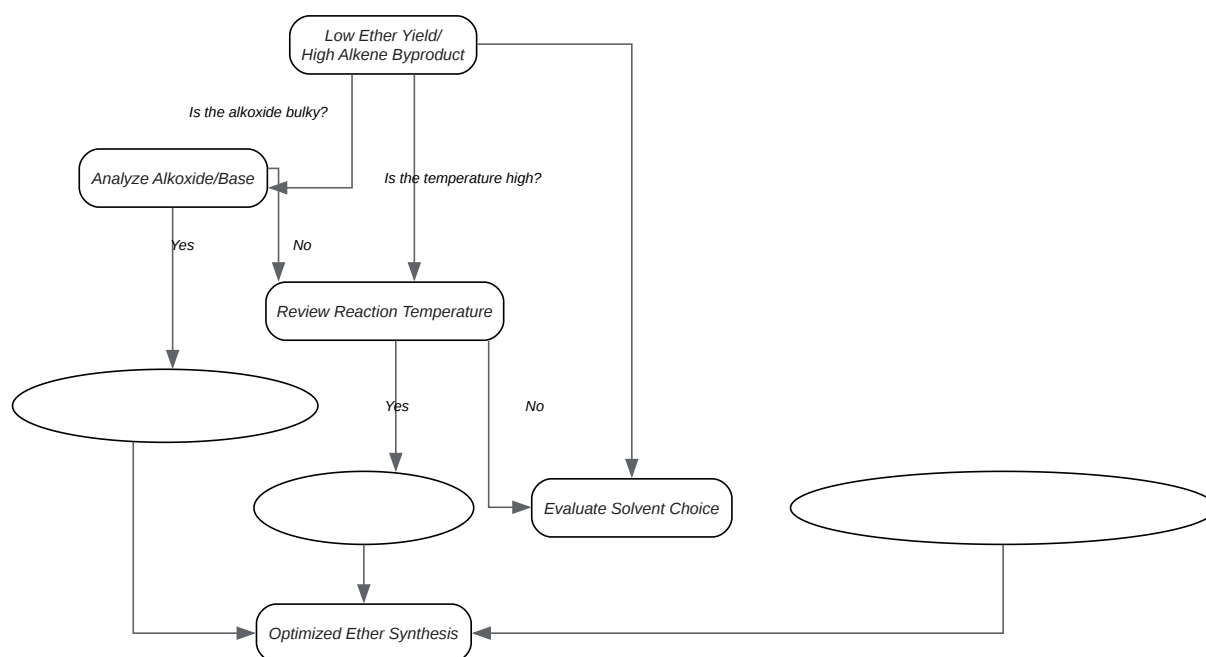 Low Ether Yield/
High Alkene Byproduct
Is the alkoxide bulky?
Analyze Alkoxide/Base
Is the temperature high?
Yes
No
Review Reaction Temperature
Yes
No
Evaluate Solvent Choice
Optimized Ether Synthesis